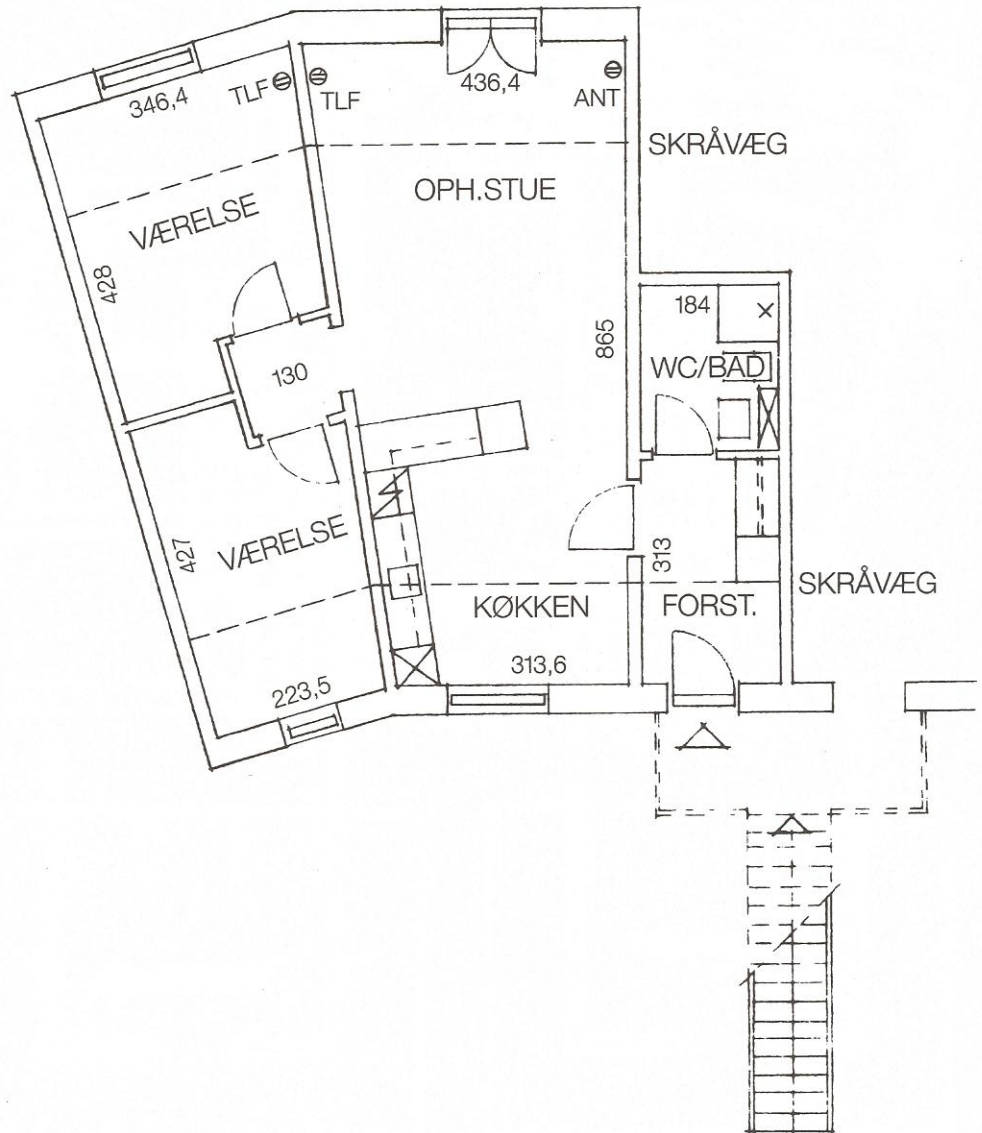 346,4
TLF
TLF
436,4
ANT
SKRÅVÆG
VÆRELSE
OPH.STUE
428
184
130
865
WC/BAD
427
VÆRELSE
313
SKRÅVÆG
KØKKEN
FORST.
313,6
223,5